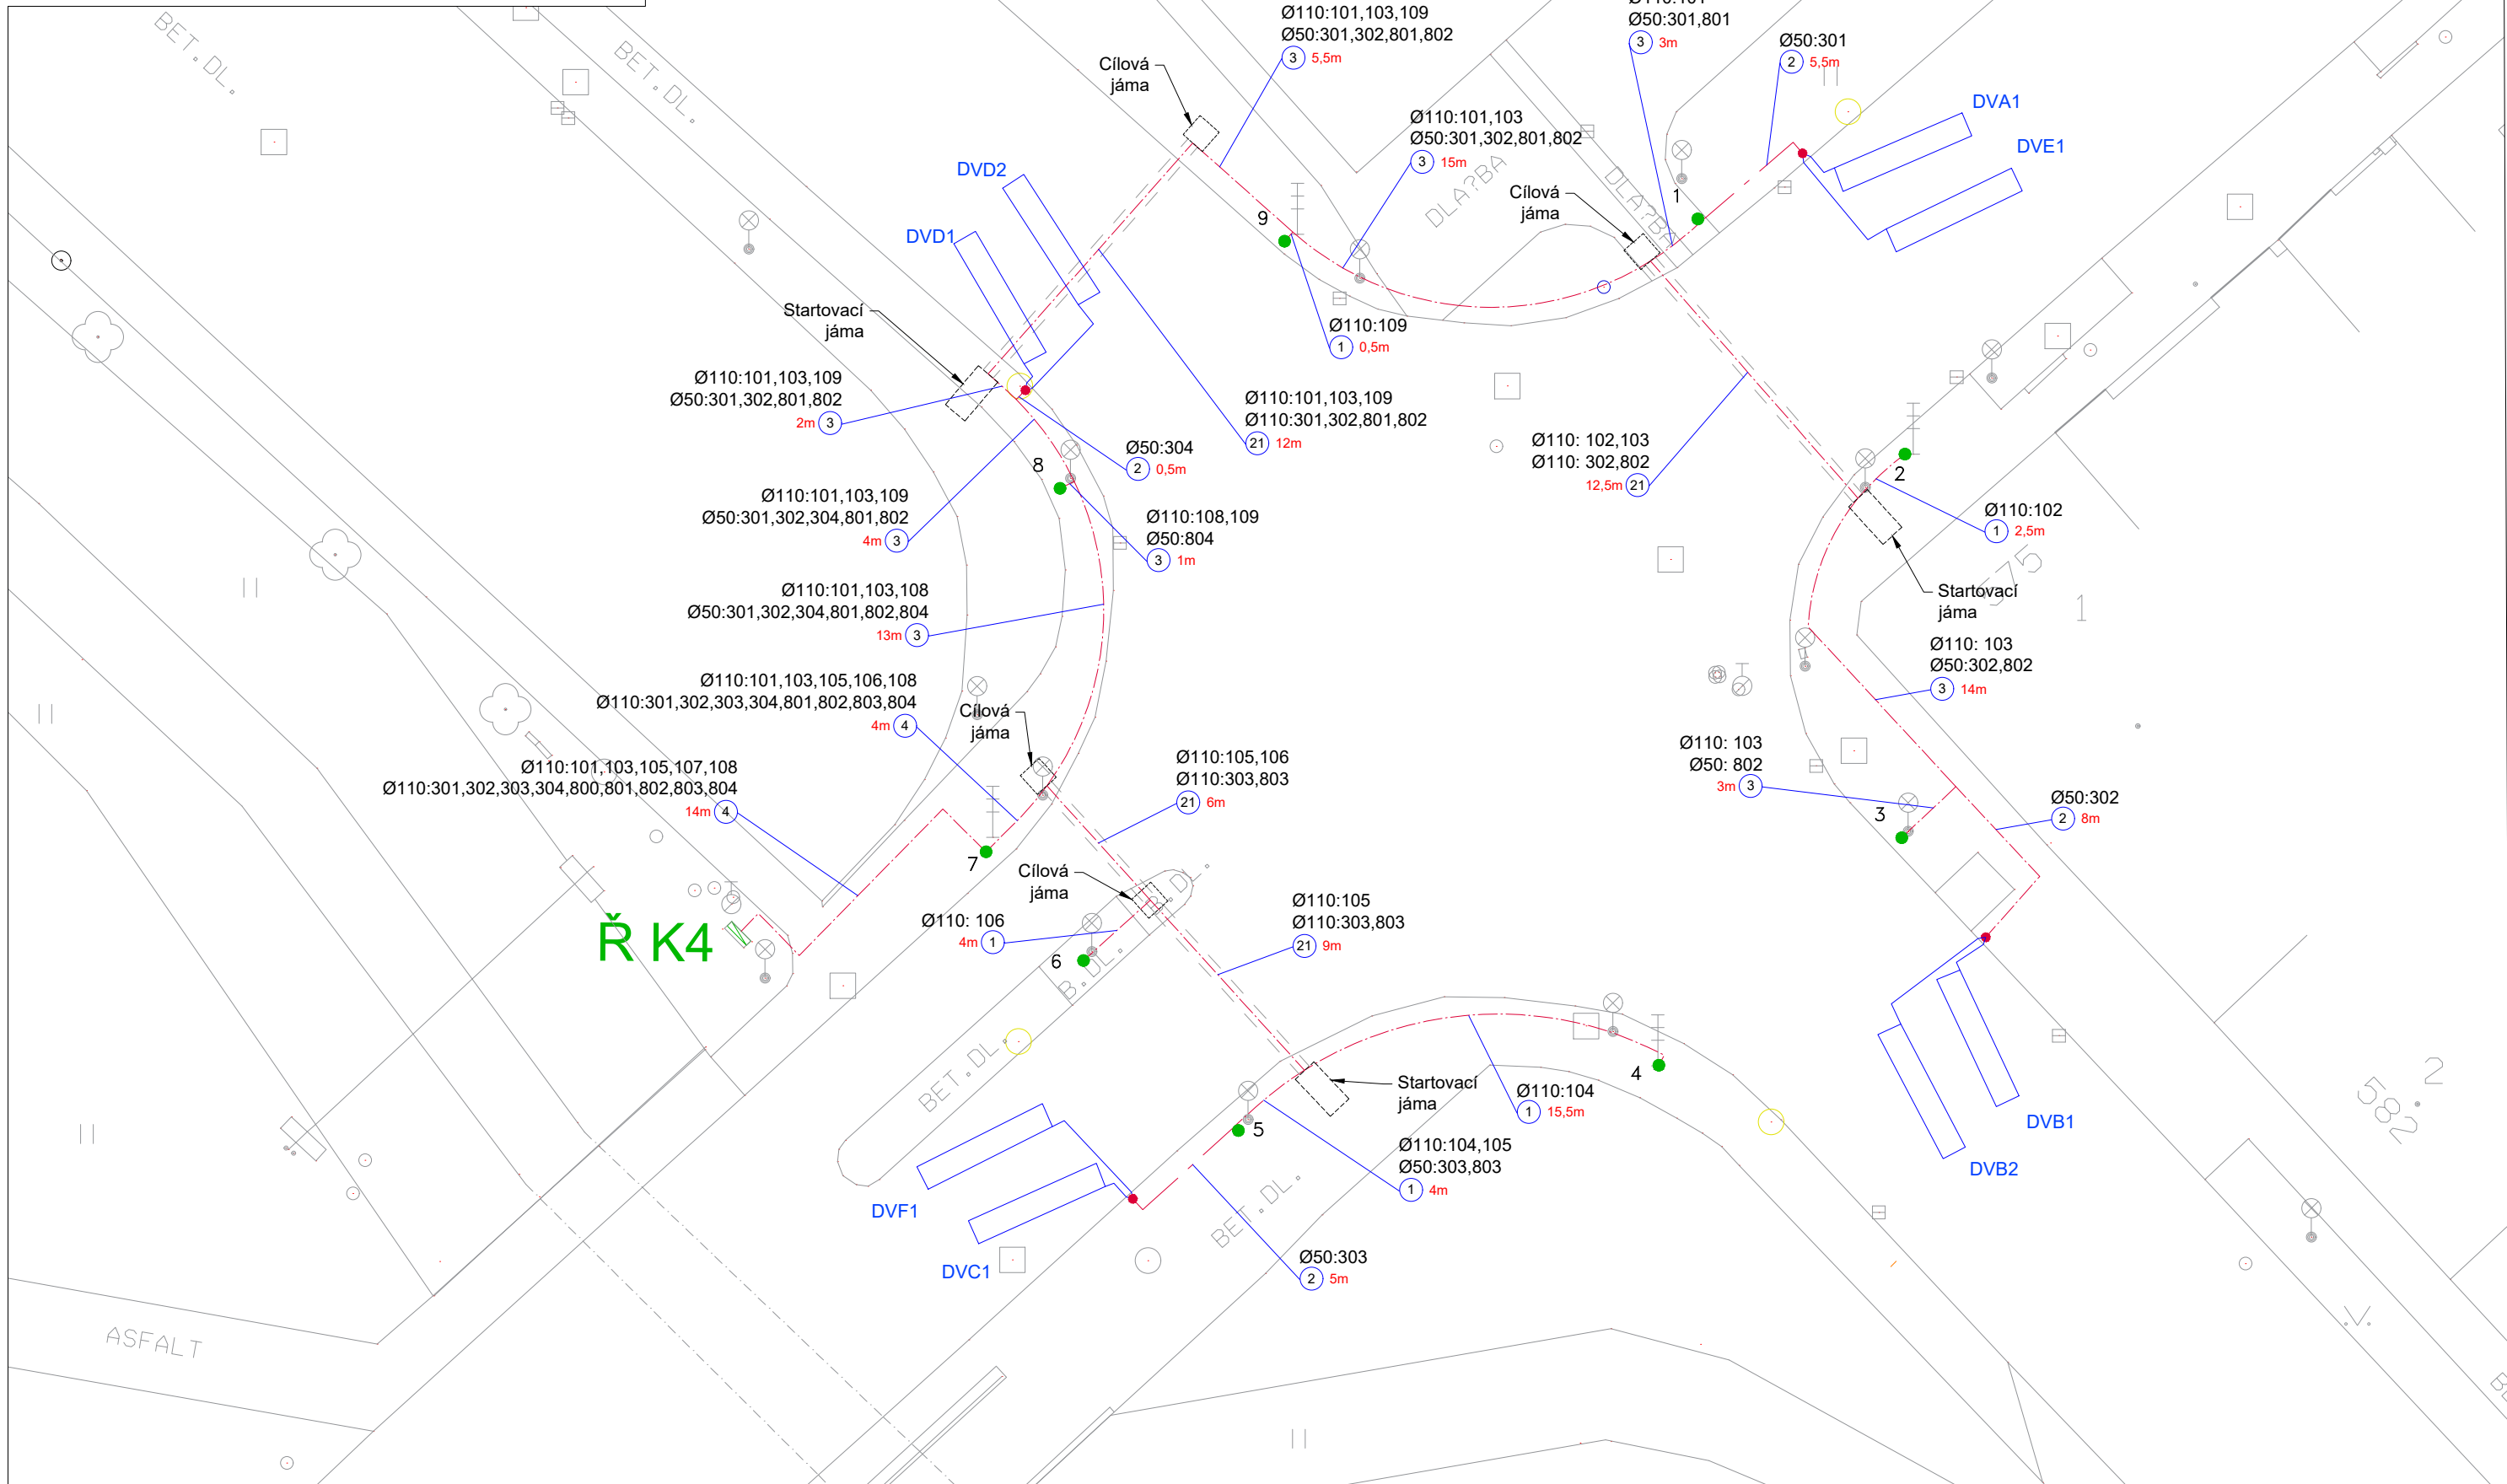 BET.DL.
BET.DL.
Ø110:101,103,109
Ø50:301,302,801,802
3 5,5m
Ø50:301,801
3 3m
Ø50:301
2 5,5m
Cílová
jáma
DVA1
DVE1
Ø110:101,103
Ø50:301,302,801,802
3 15m
DLA?BA
DLA?BA
DVD2
DVD1
Cílová
jáma
1
9
Startovací
jáma
Ø110:109
1 0,5m
Ø110:101,103,109
Ø50:301,302,801,802
2m 3
Ø110:101,103,109
Ø110:301,302,801,802
21 12m
Ø50:304
2 0,5m
Ø110: 102,103
Ø110: 302,802
12,5m 21
2
8
Ø110:101,103,109
Ø50:301,302,304,801,802
4m 3
Ø110:108,109
Ø50:804
3 1m
Ø110:102
1 2,5m
Startovací
jáma
575
1
Ø110:101,103,108
Ø50:301,302,304,801,802,804
13m 3
Ø110: 103
Ø50:302,802
3 14m
Ø110:101,103,105,106,108
Ø110:301,302,303,304,801,802,803,804
4m 4
Cílová
jáma
Ø110:105,106
Ø110:303,803
21 6m
Ø110: 103
Ø50: 802
3m 3
Ø110:101,103,105,107,108
Ø110:301,302,303,304,800,801,802,803,804
14m 4
Ø50:302
2 8m
3
7
Cílová
jáma
B.DL.
Ø110:105
Ø110:303,803
21 9m
Ø110: 106
4m 1
Ř K4
6
B.DL.
BET.DL.
4
5
Startovací
jáma
Ø110:104
1 15,5m
582.2
DVB1
DVB2
Ø110:104,105
Ø50:303,803
1 4m
DVF1
DVC1
BET.DL.
Ø50:303
2 5m
.V.
ASFALT